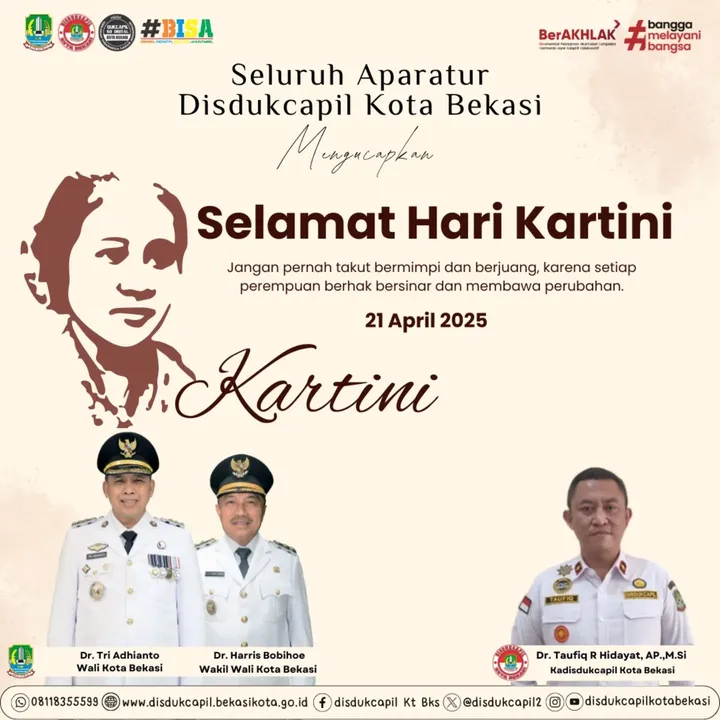 #BISA
BerAKHLAK
#bangga
melayani
bangsa
Seluruh Aparatur
Disdukcapil Kota Bekasi
Mengucapkan
Selamat Hari Kartini
Jangan pernah takut bermimpi dan berjuang, karena setiap
perempuan berhak bersinar dan membawa perubahan.
21 April 2025
Kartini
TAUFIQ
Dr. Tri Adhianto
Wali Kota Bekasi
Dr. Harris Bobihoe
Wakil Wali Kota Bekasi
Dr. Taufiq R Hidayat, AP.,M.Si
Kadisdukcapil Kota Bekasi
08118355599 www.disdukcapil.bekasikota.go.id disdukcapil Kt Bks @disdukcapil2 disdukcapilkotabekasi